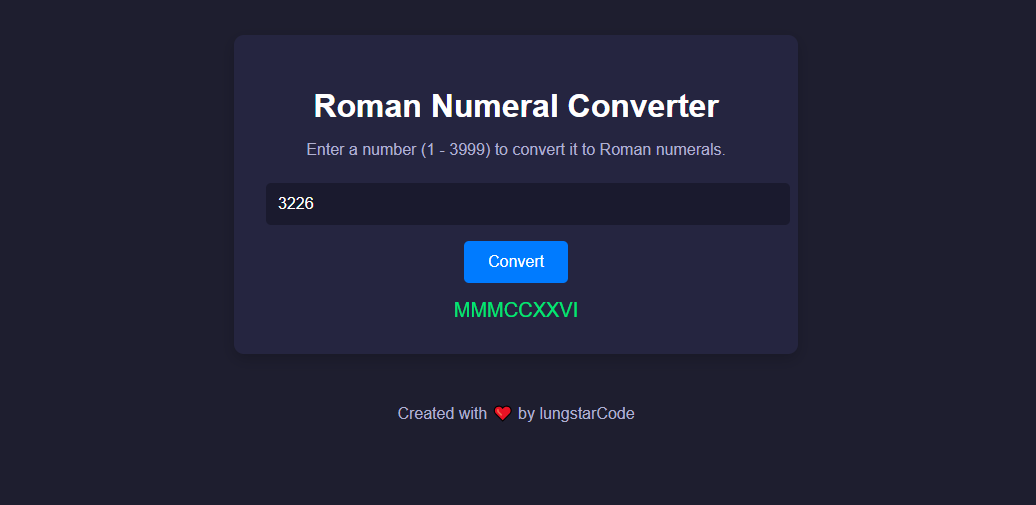 Roman Numeral Converter
Enter a number (1 - 3999) to convert it to Roman numerals.
3226
Convert
MMMCCXXVI
Created with ❤️ by lungstarCode